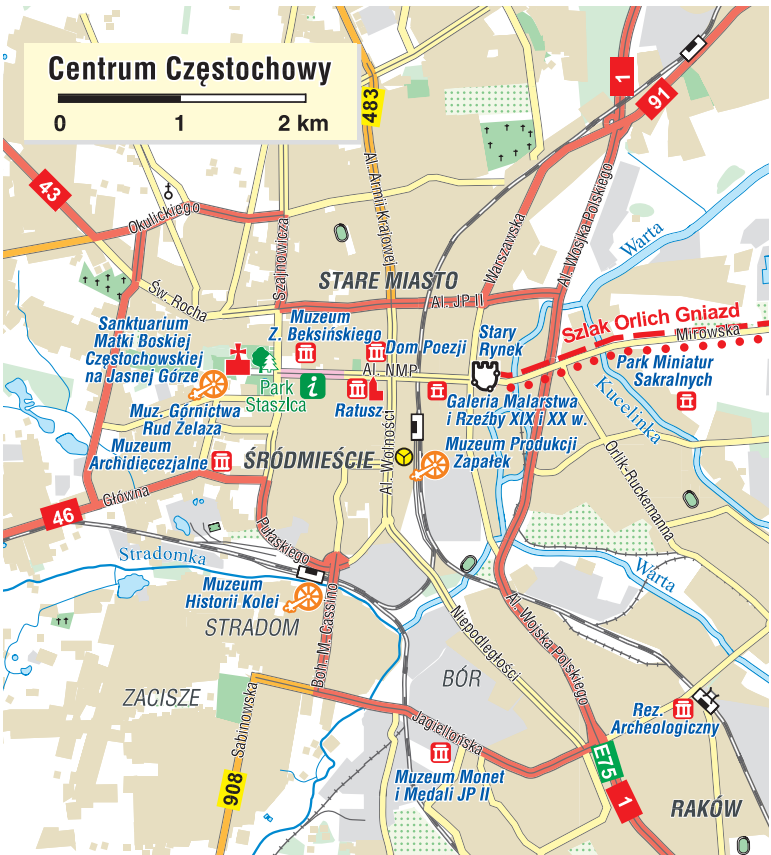 Centrum Częstochowy
0 1 2 km
1
91
483
43
Al. Armii Krajowej
Okulickiego
Szajnowicza
Warszawska
Al. Wosjka Polskiego
Warta
Św. Rocha
STARE MIASTO
Al. JP II
Szlak Orlich Gniazd
Mirowska
Sanktuarium
Matki Boskiej
Częstochowskiej
na Jasnej Górze
Muzeum
Z. Beksińskiego
Dom Poezji
Stary
Rynek
Al. NMP
Park
Staszica
i
Ratusz
Park Miniatur
Sakralnych
Kucelinka
Galeria Malarstwa
i Rzeźby XIX i XX w.
Muz. Górnictwa
Rud Żelaza
Muzeum
Archidięcezjalne
ŚRÓDMIEŚCIE
Al. Wolności
Muzeum Produkcji
Zapałek
Orlik-Ruckemanna
Główna
46
Pułaskiego
Stradomka
Muzeum
Historii Kolei
STRADOM
Boh. M. Cassino
Niepodległości
Al. Wojska Polskiego
Warta
BÓR
ZACISZE
Sabinowska
908
Jagiellońska
Rez.
Archeologiczny
Muzeum Monet
i Medali JP II
E75
1
RAKÓW